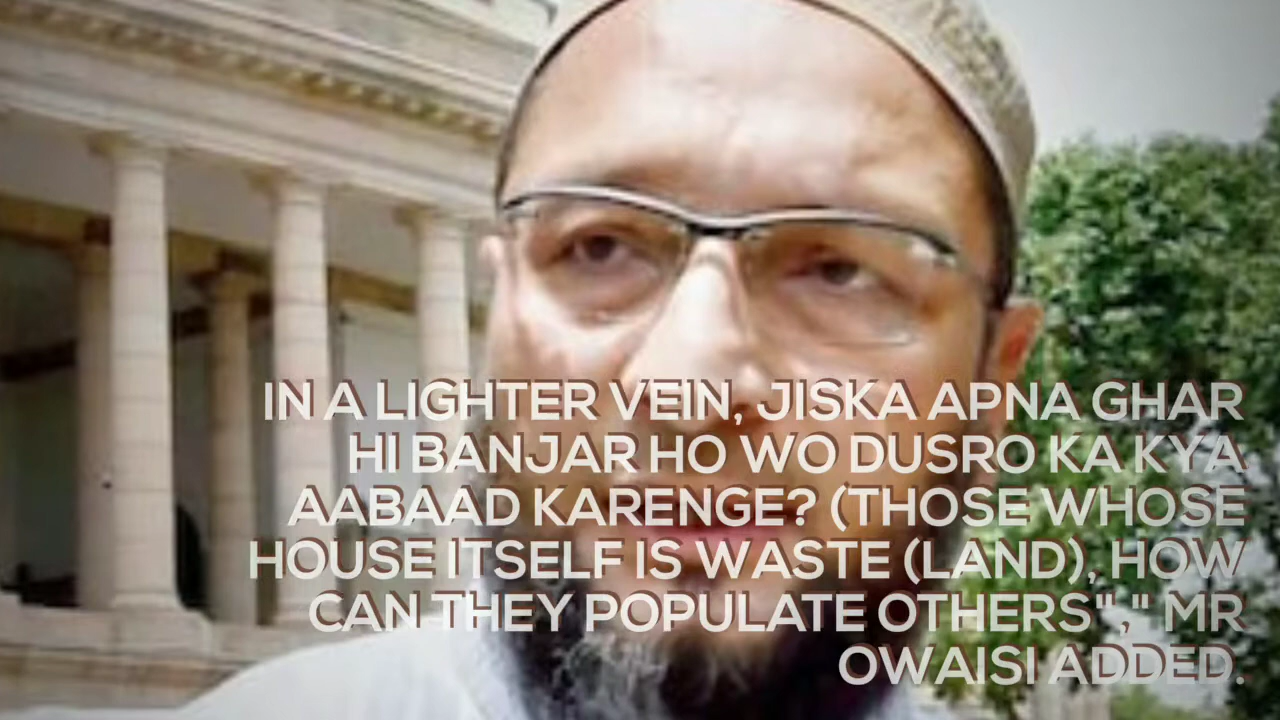 IN A LIGHTER VEIN, JISKA APNA GHAR
HI BANJAR HO WO DUSRO KA KYA
AABAAD KARENGE? (THOSE WHOSE
HOUSE ITSELF IS WASTE (LAND), HOW
CAN THEY POPULATE OTHERS"," MR
OWAISI ADDED.